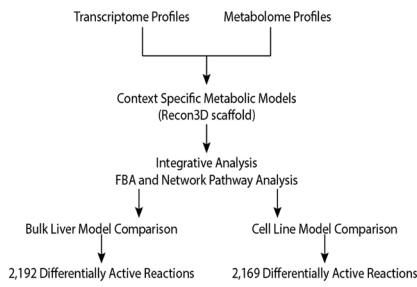 Transcriptome Profiles
Metabolome Profiles
Context Specific Metabolic Models
(Recon3D scaffold)
Integrative Analysis
FBA and Network Pathway Analysis
Bulk Liver Model Comparison
Cell Line Model Comparison
2,192 Differentially Active Reactions
2,169 Differentially Active Reactions